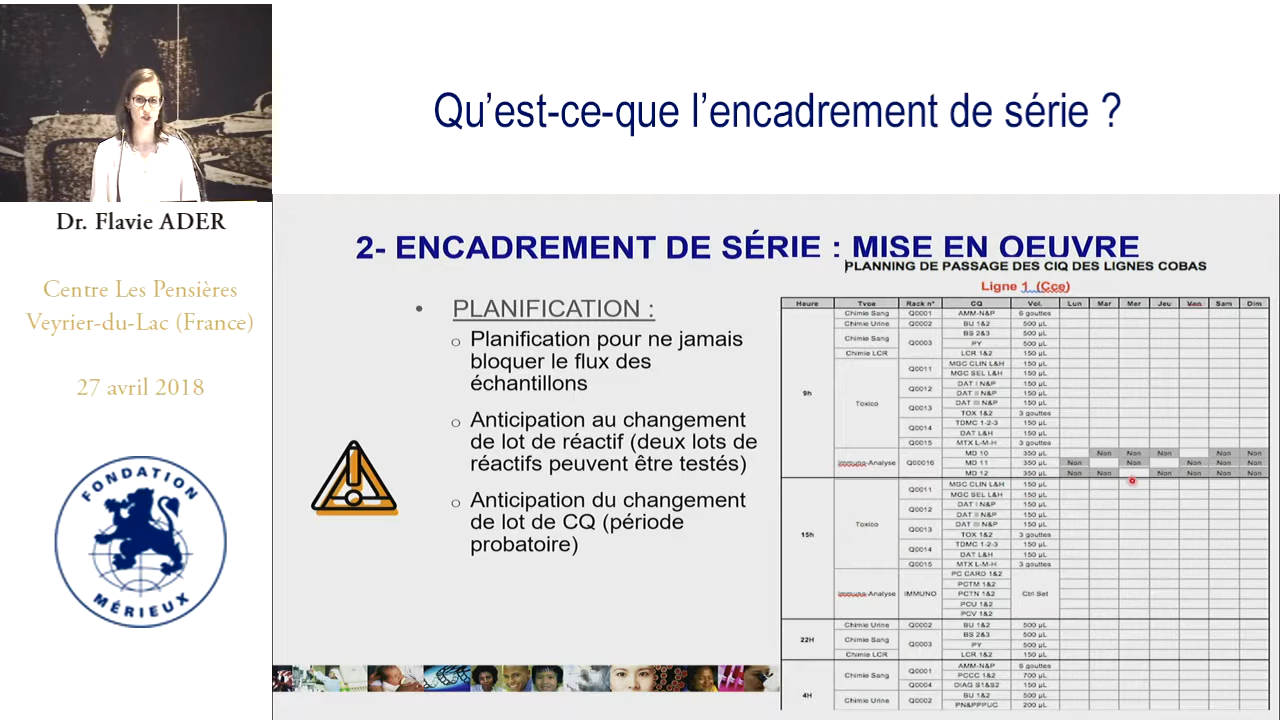 Qu'est-ce-que l'encadrement de série ?
Dr. Flavie ADER
Centre Les Pensières
Veyrier-du-Lac (France)
27 avril 2018
FONDATION
MÉRIEUX
2- ENCADREMENT DE SÉRIE : MISE EN OEUVRE
• PLANIFICATION :
o Planification pour ne jamais
bloquer le flux des
échantillons
o Anticipation au changement
de lot de réactif (deux lots de
réactifs peuvent être testés)
o Anticipation du changement
de lot de CQ (période
probatoire)
PLANNING DE PASSAGE DES CIQ DES LIGNES COBAS
Ligne 1 (Cce)
Heure Type Rack n° CQ Vol. Lun Mar Mer Jeu Ven Sam Dim
9h
Chimie Sang Q0001 AMM-N&P 6 gouttes
Chimie Urine Q0002 BU 1&2 500 µL
Chimie Sang Q0003 BS 2&3 500 µL
PY 500 µL
Chimie LCR LCR 1&2 150 µL
Toxico Q0011 MGC CLIN L&H 150 µL
MGC SEL L&H 150 µL
Q0012 DAT I N&P 150 µL
DAT II N&P 150 µL
Q0013 DAT III N&P 150 µL
TOX 1&2 3 gouttes
Q0014 TDMC 1-2-3 150 µL
DAT L&H 150 µL
Q0015 MTX L-M-H 3 gouttes
Immuno-Analyse Q00016 MD 10 350 µL Non Non Non Non Non
MD 11 350 µL Non Non Non Non Non
MD 12 350 µL Non Non Non Non Non Non
15h
Toxico Q0011 MGC CLIN L&H 150 µL
MGC SEL L&H 150 µL
Q0012 DAT I N&P 150 µL
DAT II N&P 150 µL
Q0013 DAT III N&P 150 µL
TOX 1&2 3 gouttes
Q0014 TDMC 1-2-3 150 µL
DAT L&H 150 µL
Q0015 MTX L-M-H 3 gouttes
Immuno-Analyse IMMUNO PC CARD 1&2 Ctrl Set
PCTM 1&2
PCTN 1&2
PCU 1&2
PCV 1&2
22H
Chimie Urine Q0002 BU 1&2 500 µL
Chimie Sang Q0003 BS 2&3 500 µL
PY 500 µL
Chimie LCR LCR 1&2 150 µL
4H
Chimie Sang Q0001 AMM-N&P 6 gouttes
PCCC 1&2 700 µL
Q0004 DIAG S1&S2 150 µL
Chimie Urine Q0002 BU 1&2 500 µL
PN&PPPUC 200 µL